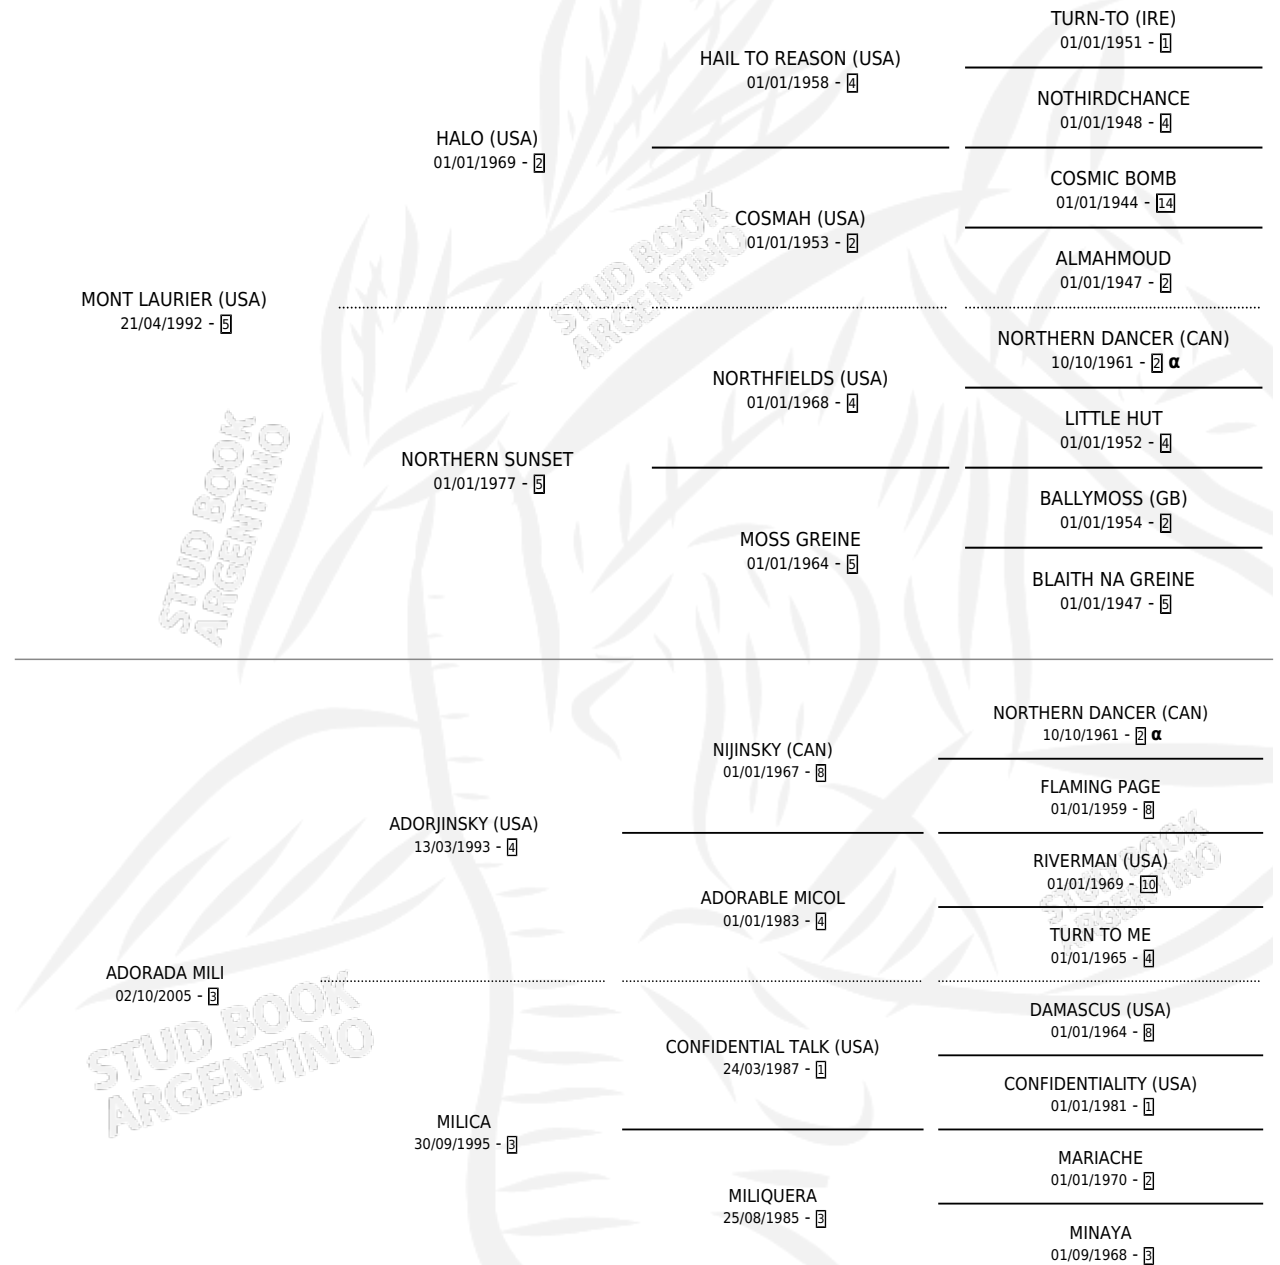 TURN-TO (IRE)
01/01/1951 - 1
HAIL TO REASON (USA)
01/01/1958 - 4
NOTHIRDCHANCE
01/01/1948 - 4
HALO (USA)
01/01/1969 - 2
COSMIC BOMB
01/01/1944 - 14
COSMAH (USA)
01/01/1953 - 2
ALMAHMOUD
01/01/1947 - 2
MONT LAURIER (USA)
21/04/1992 - 5
NORTHERN DANCER (CAN)
10/10/1961 - 2 α
NORTHFIELDS (USA)
01/01/1968 - 4
LITTLE HUT
01/01/1952 - 4
NORTHERN SUNSET
01/01/1977 - 5
BALLYMOSS (GB)
01/01/1954 - 2
MOSS GREINE
01/01/1964 - 5
BLAITH NA GREINE
01/01/1947 - 5
NORTHERN DANCER (CAN)
10/10/1961 - 2 α
NIJINSKY (CAN)
01/01/1967 - 8
FLAMING PAGE
01/01/1959 - 8
ADORJINSKY (USA)
13/03/1993 - 4
RIVERMAN (USA)
01/01/1969 - 10
ADORABLE MICOL
01/01/1983 - 4
TURN TO ME
01/01/1965 - 4
ADORADA MILI
02/10/2005 - 3
DAMASCUS (USA)
01/01/1964 - 8
CONFIDENTIAL TALK (USA)
24/03/1987 - 1
CONFIDENTIALITY (USA)
01/01/1981 - 1
MILICA
30/09/1995 - 3
MARIACHE
01/01/1970 - 2
MILIQUERA
25/08/1985 - 3
MINAYA
01/09/1968 - 3
STUD BOOK
ARGENTINO
STUD BOOK
ARGENTINO
STUD BOOK
ARGENTINO
STUD BOOK
ARGENTINO